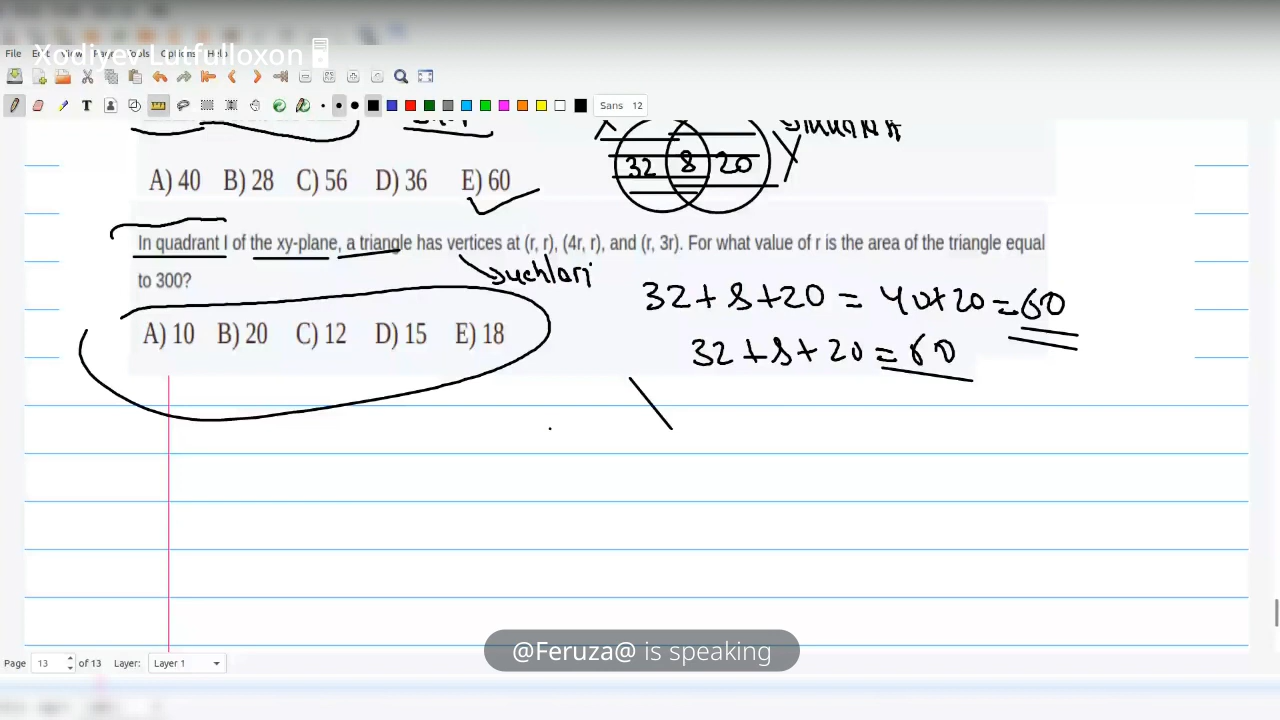 Xodiyev Lutfulloxon
File Edit View Page Tools Options Help
Sans 12
X
Y
32 8 20
A) 40 B) 28 C) 56 D) 36 E) 60
In quadrant I of the xy-plane, a triangle has vertices at (r, r), (4r, r), and (r, 3r). For what value of r is the area of the triangle equal
to 300?
uchlari
32+8+20 = 40+20 = 60
A) 10 B) 20 C) 12 D) 15 E) 18
32+8+20 = 60
@Feruza@ is speaking
Page 13 of 13 Layer: Layer 1